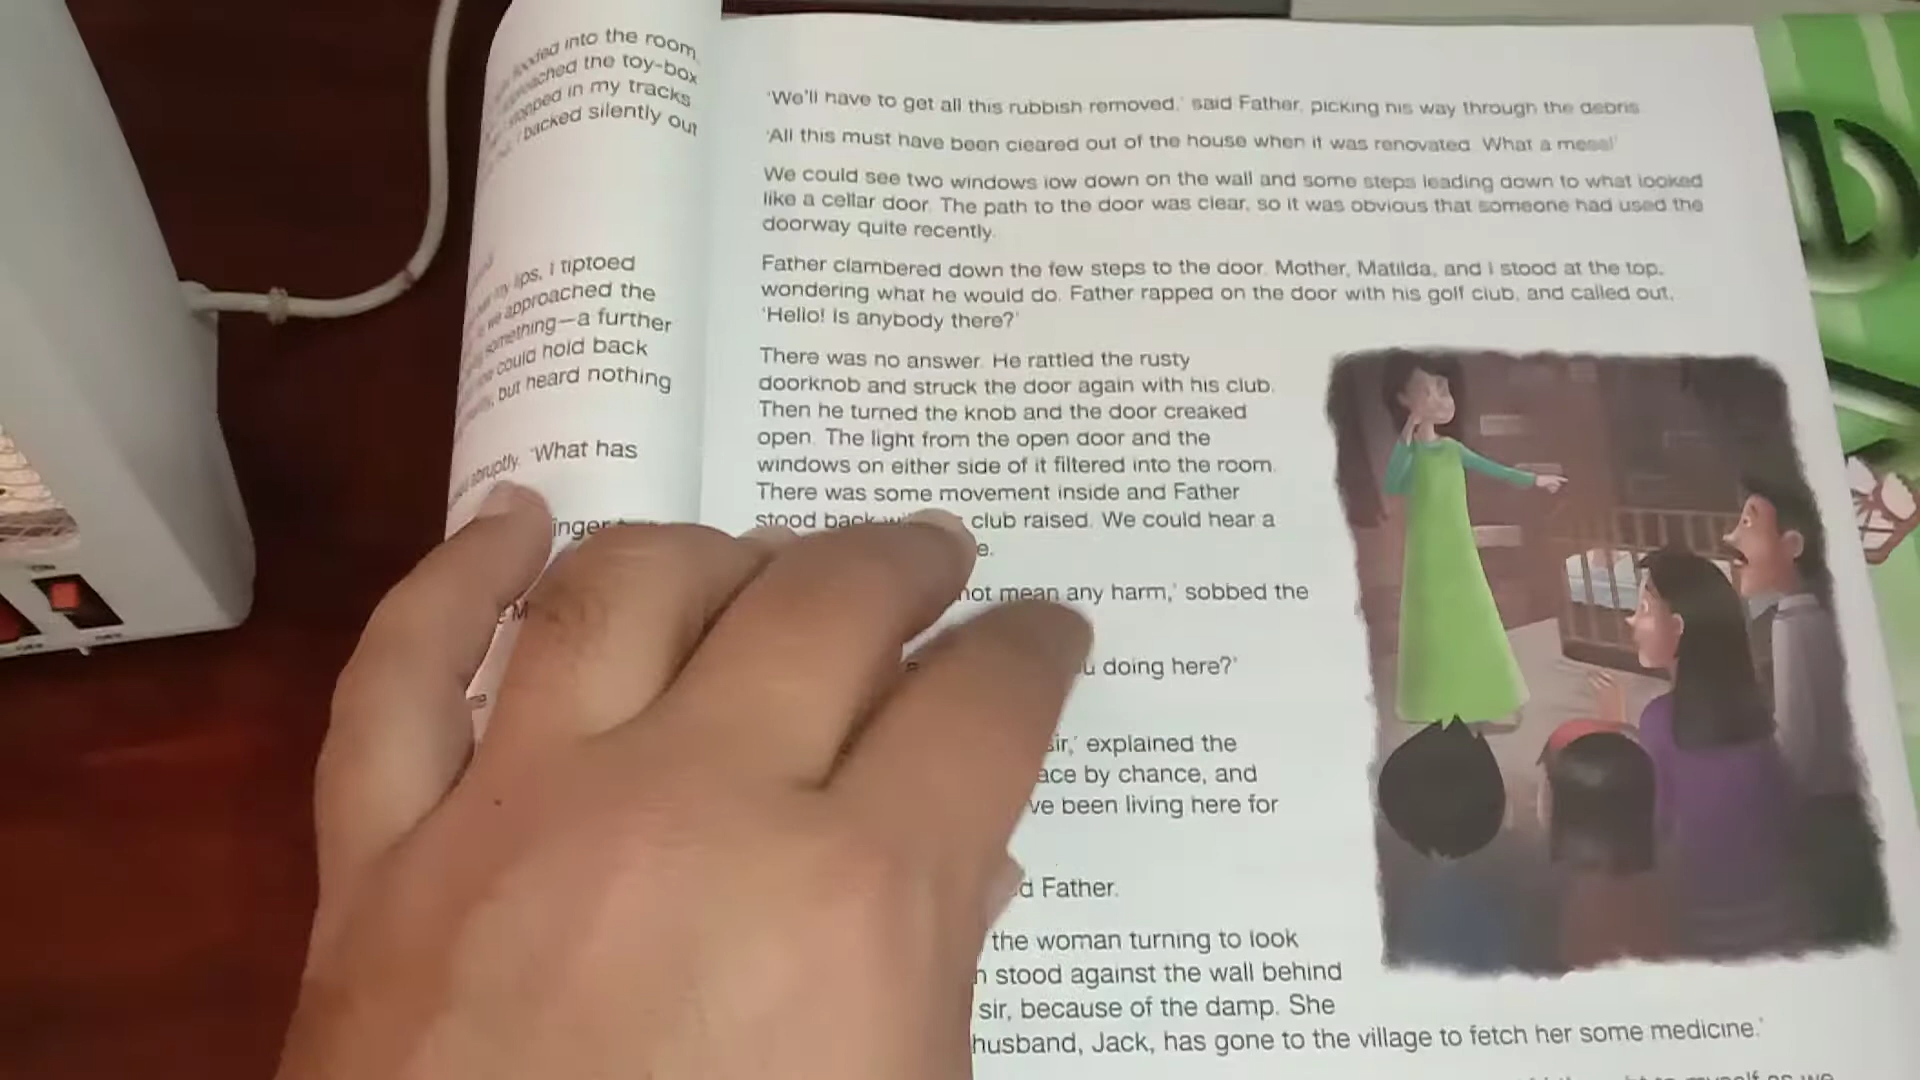 flooded into the room
approached the toy-box
stopped in my tracks
I backed silently out
my lips, I tiptoed
we approached the
something—a further
could hold back
but heard nothing
abruptly. 'What has
'We'll have to get all this rubbish removed,' said Father, picking his way through the debris.
'All this must have been cleared out of the house when it was renovated. What a mess!'
We could see two windows low down on the wall and some steps leading down to what looked
like a cellar door. The path to the door was clear, so it was obvious that someone had used the
doorway quite recently.
Father clambered down the few steps to the door. Mother, Matilda, and I stood at the top,
wondering what he would do. Father rapped on the door with his golf club, and called out,
'Hello! Is anybody there?'
There was no answer. He rattled the rusty
doorknob and struck the door again with his club.
Then he turned the knob and the door creaked
open. The light from the open door and the
windows on either side of it filtered into the room.
There was some movement inside and Father
stood back club raised. We could hear a
not mean any harm,' sobbed the
doing here?'
sir,' explained the
by chance, and
been living here for
Father.
the woman turning to look
stood against the wall behind
sir, because of the damp. She
husband, Jack, has gone to the village to fetch her some medicine.'